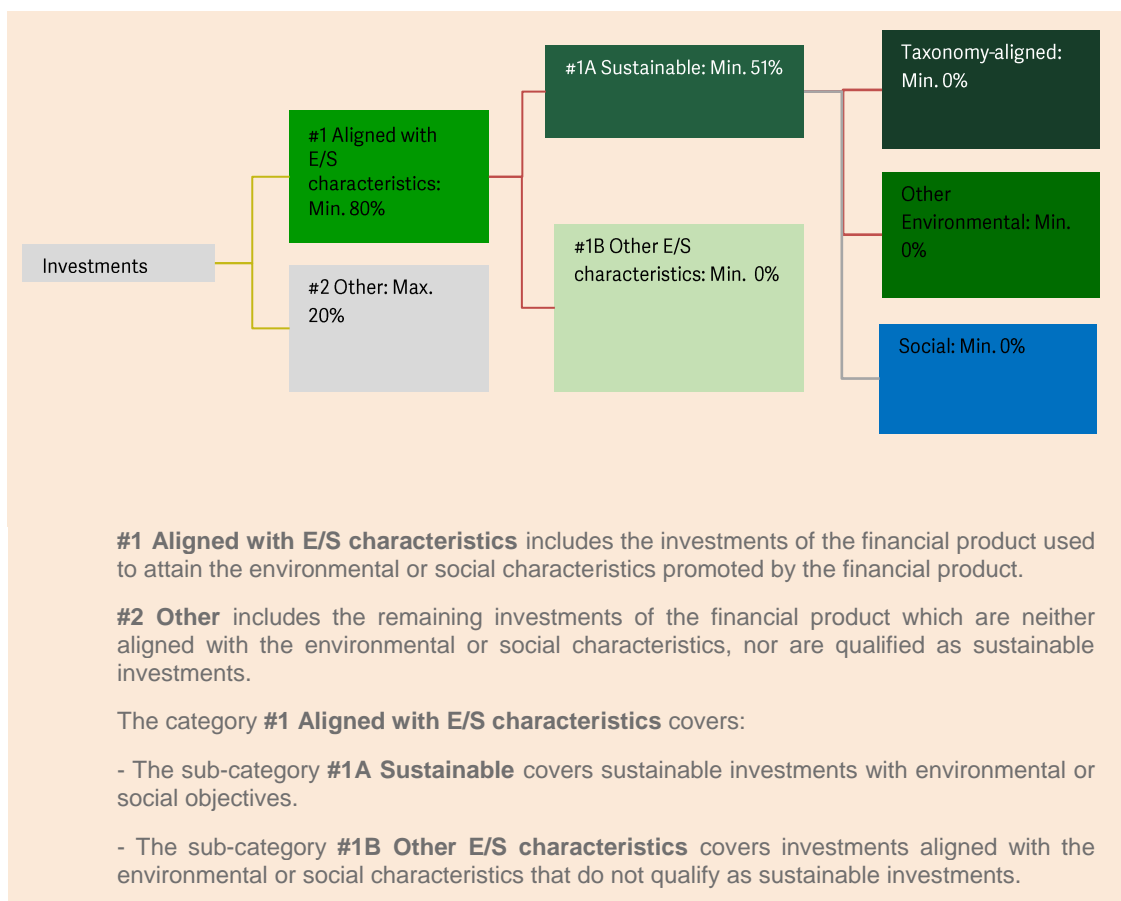 Investments
#1 Aligned with
E/S
characteristics:
Min. 80%
#2 Other: Max.
20%
#1A Sustainable: Min. 51%
#1B Other E/S
characteristics: Min. 0%
Taxonomy-aligned:
Min. 0%
Other
Environmental: Min.
0%
Social: Min. 0%
#1 Aligned with E/S characteristics includes the investments of the financial product used
to attain the environmental or social characteristics promoted by the financial product.
#2 Other includes the remaining investments of the financial product which are neither
aligned with the environmental or social characteristics, nor are qualified as sustainable
investments.
The category #1 Aligned with E/S characteristics covers:
- The sub-category #1A Sustainable covers sustainable investments with environmental or
social objectives.
- The sub-category #1B Other E/S characteristics covers investments aligned with the
environmental or social characteristics that do not qualify as sustainable investments.